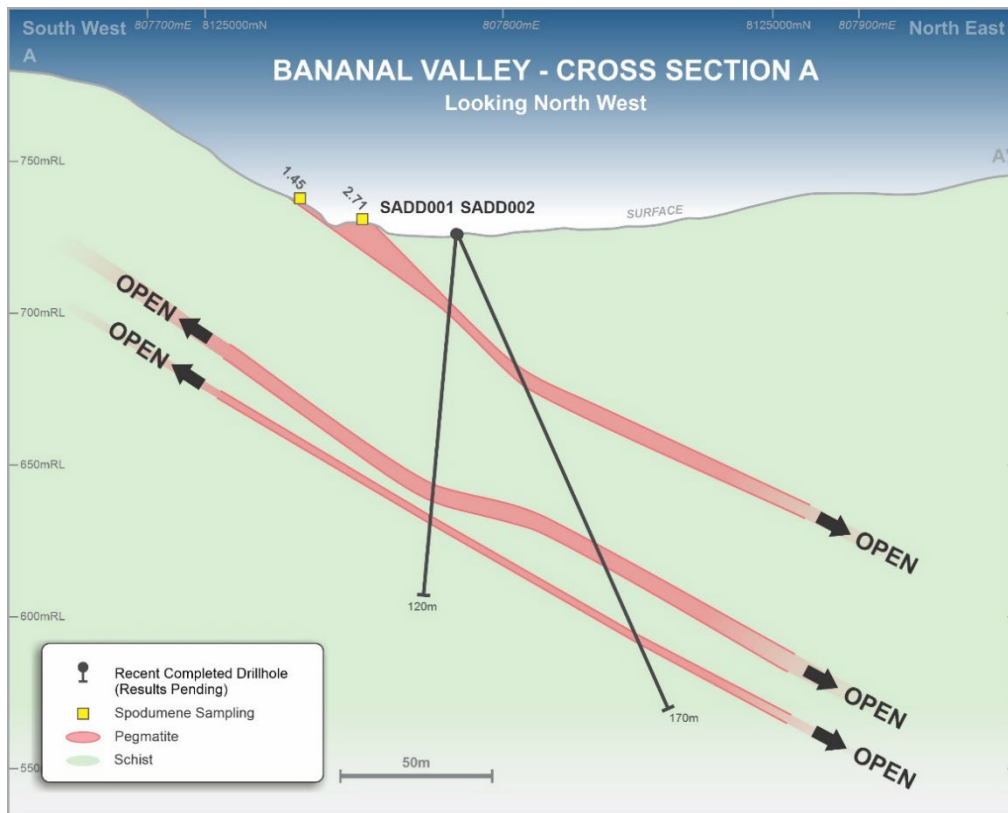 South West
807700mE
8125000mN
807800mE
8125000mN
807900mE
North East
A
BANANAL VALLEY - CROSS SECTION A
Looking North West
750mRL
A'
1.45
2.71
SADD001 SADD002
SURFACE
OPEN
700mRL
OPEN
650mRL
OPEN
600mRL
120m
Recent Completed Drillhole
(Results Pending)
Spodumene Sampling
Pegmatite
Schist
170m
OPEN
OPEN
50m